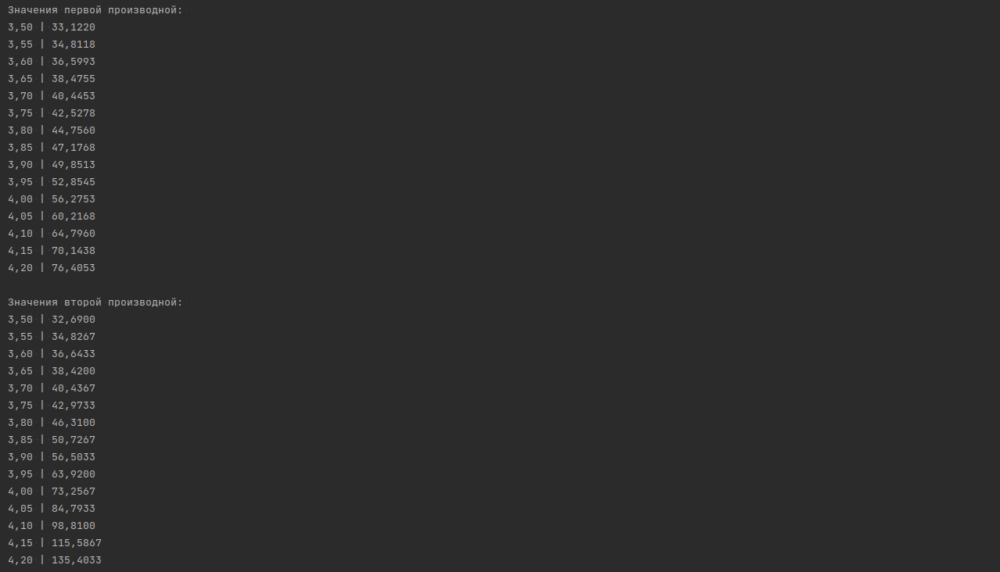 Значения первой производной:
3,50 | 33,1220
3,55 | 34,8118
3,60 | 36,5993
3,65 | 38,4755
3,70 | 40,4453
3,75 | 42,5278
3,80 | 44,7560
3,85 | 47,1768
3,90 | 49,8513
3,95 | 52,8545
4,00 | 56,2753
4,05 | 60,2168
4,10 | 64,7960
4,15 | 70,1438
4,20 | 76,4053
Значения второй производной:
3,50 | 32,6900
3,55 | 34,8267
3,60 | 36,6433
3,65 | 38,4200
3,70 | 40,4367
3,75 | 42,9733
3,80 | 46,3100
3,85 | 50,7267
3,90 | 56,5033
3,95 | 63,9200
4,00 | 73,2567
4,05 | 84,7933
4,10 | 98,8100
4,15 | 115,5867
4,20 | 135,4033